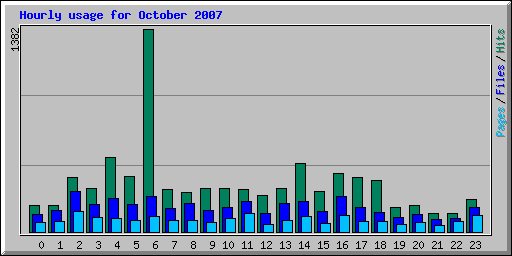 Hourly usage for October 2007
1382
Pages/Files/Hits
0 1 2 3 4 5 6 7 8 9 10 11 12 13 14 15 16 17 18 19 20 21 22 23